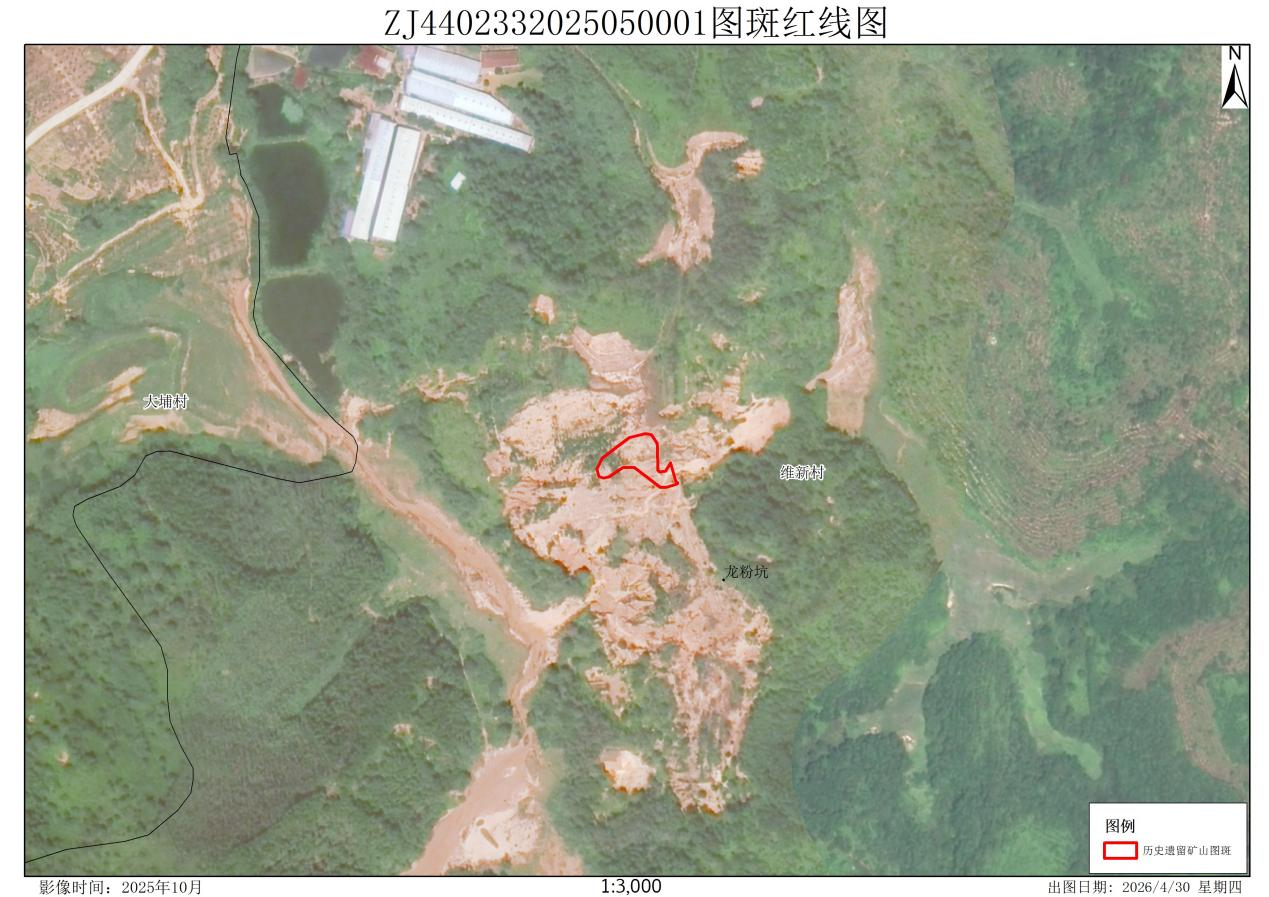 ZJ4402332025050001图斑红线图
N
大埔村
维新村
龙粉坑
图例
历史遗留矿山图斑
影像时间：2025年10月
1:3,000
出图日期: 2026/4/30 星期四